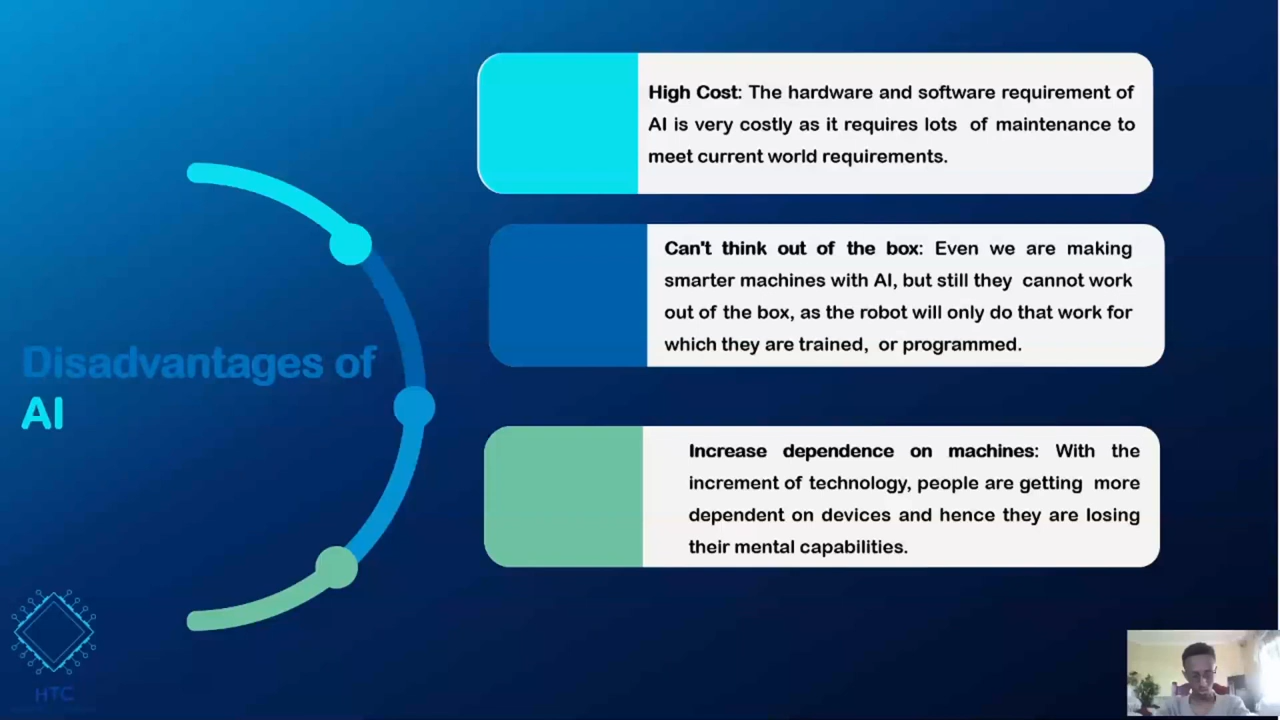 High Cost: The hardware and software requirement of
AI is very costly as it requires lots of maintenance to
meet current world requirements.
Can't think out of the box: Even we are making
smarter machines with AI, but still they cannot work
out of the box, as the robot will only do that work for
which they are trained, or programmed.
Disadvantages of
AI
Increase dependence on machines: With the
increment of technology, people are getting more
dependent on devices and hence they are losing
their mental capabilities.
HTC